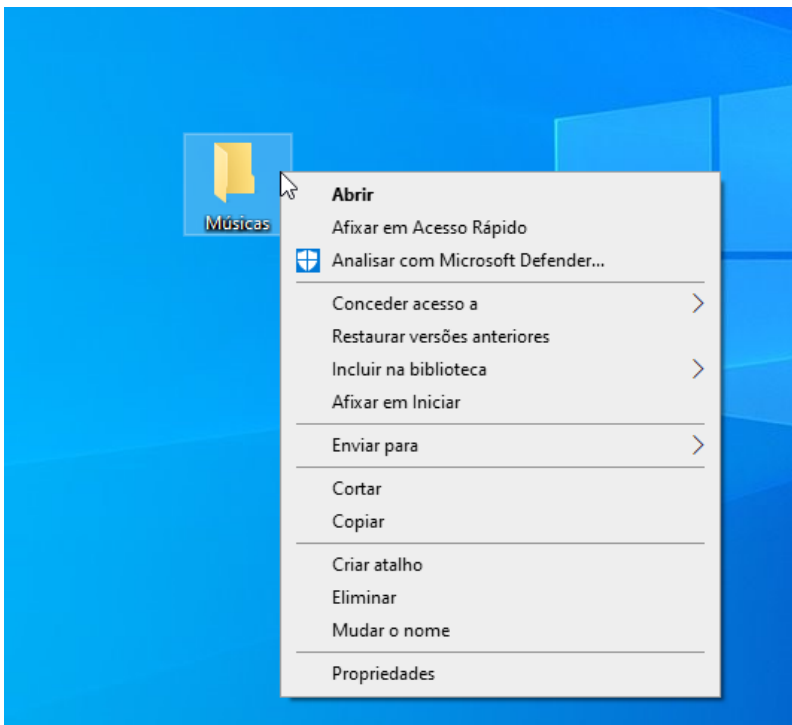 Músicas
Abrir
Afixar em Acesso Rápido
Analisar com Microsoft Defender...
Conceder acesso a
Restaurar versões anteriores
Incluir na biblioteca
Afixar em Iniciar
Enviar para
Cortar
Copiar
Criar atalho
Eliminar
Mudar o nome
Propriedades